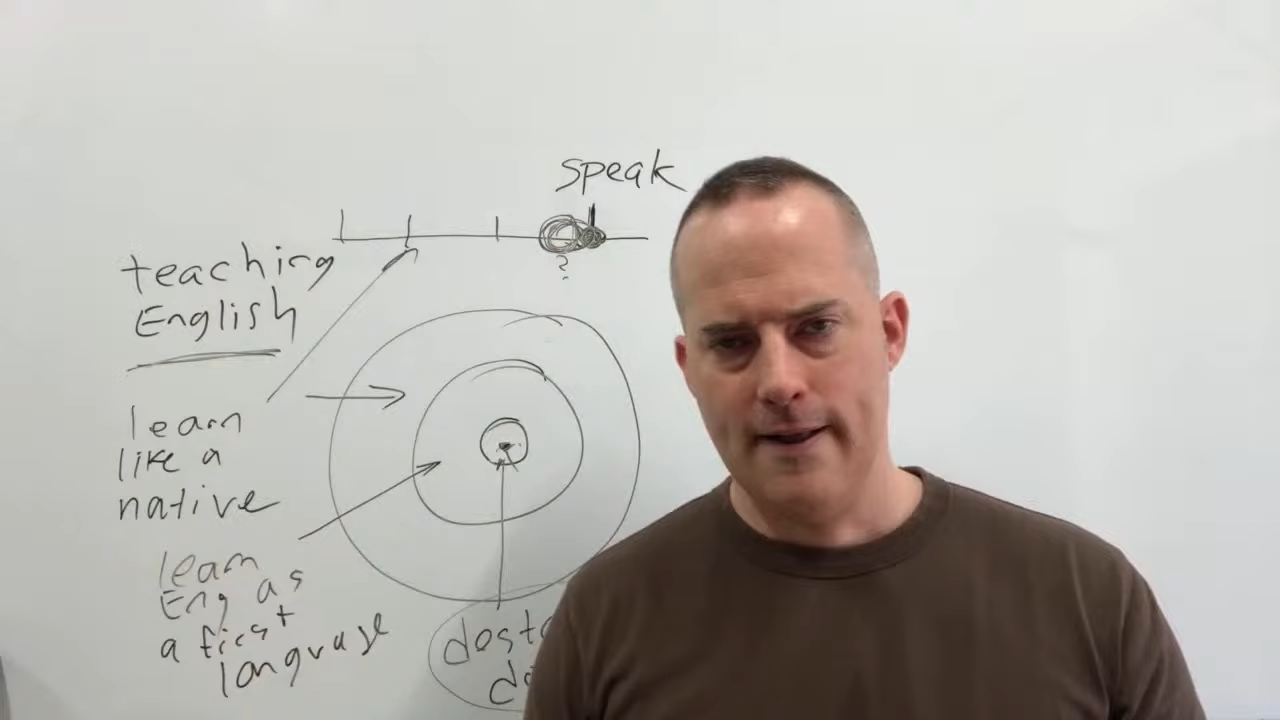 speak
?
teaching
English
learn
like a
native
learn
Eng as
a first
language